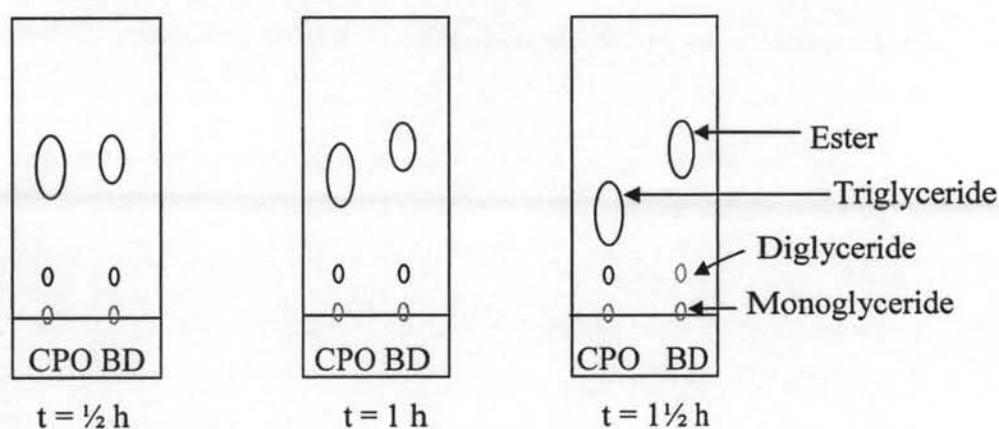 Ester
Triglyceride
Diglyceride
Monoglyceride
CPO BD
CPO BD
CPO BD
t = ½ h
t = 1 h
t = 1½ h